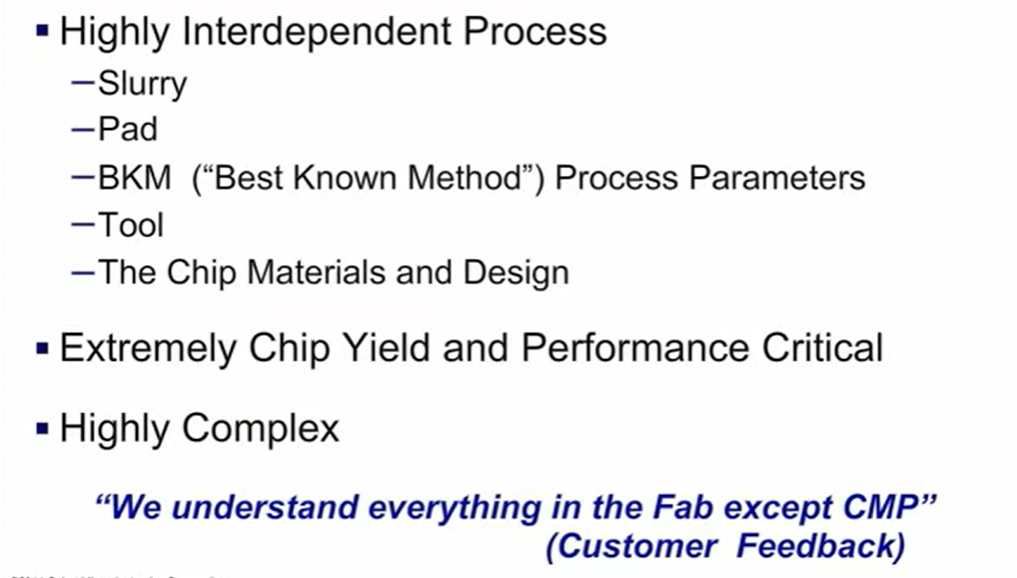 ▪ Highly Interdependent Process
–Slurry
–Pad
–BKM (“Best Known Method”) Process Parameters
–Tool
–The Chip Materials and Design
▪ Extremely Chip Yield and Performance Critical
▪ Highly Complex
“We understand everything in the Fab except CMP”
(Customer Feedback)